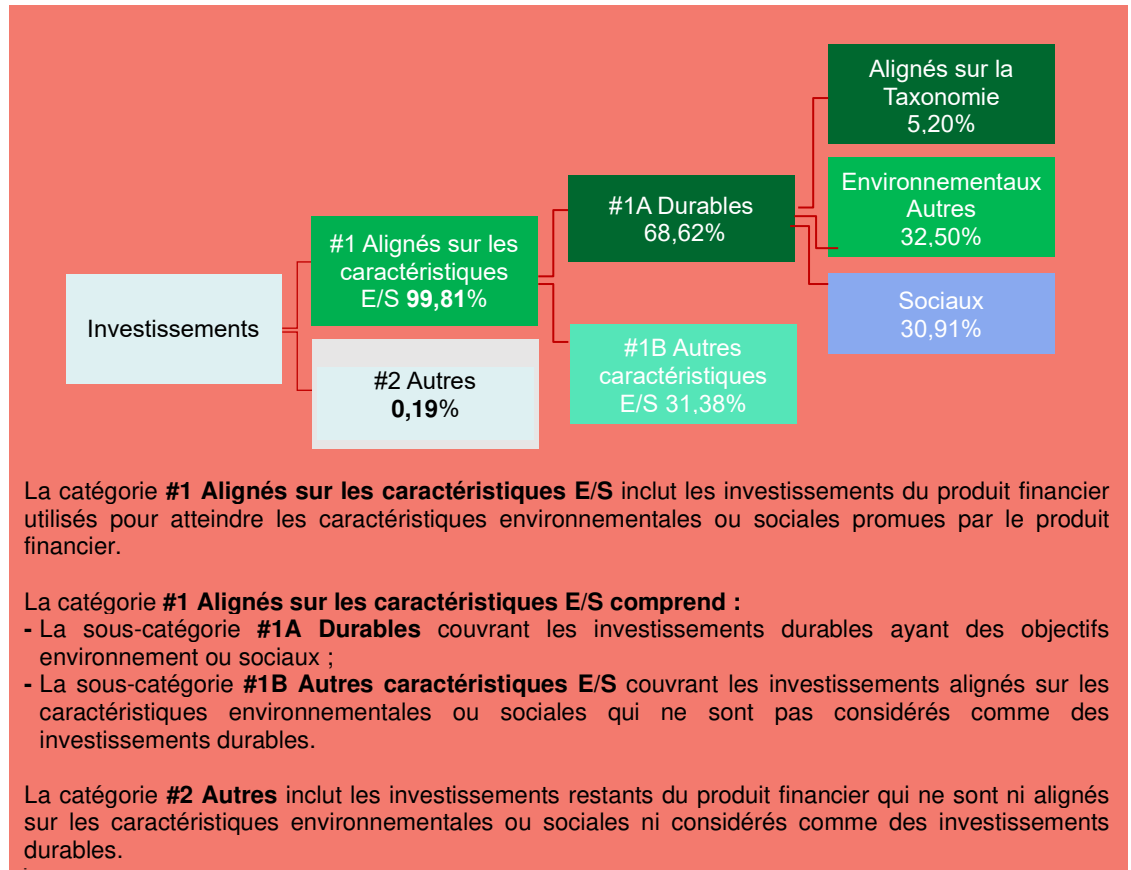 Alignés sur la
Taxonomie
5,20%
Environnementaux
Autres
32,50%
#1A Durables
68,62%
#1 Alignés sur les
caractéristiques
E/S 99,81%
Sociaux
30,91%
Investissements
#1B Autres
caractéristiques
E/S 31,38%
#2 Autres
0,19%
La catégorie #1 Alignés sur les caractéristiques E/S inclut les investissements du produit financier
utilisés pour atteindre les caractéristiques environnementales ou sociales promues par le produit
financier.
La catégorie #1 Alignés sur les caractéristiques E/S comprend :
- La sous-catégorie #1A Durables couvrant les investissements durables ayant des objectifs
environnement ou sociaux ;
- La sous-catégorie #1B Autres caractéristiques E/S couvrant les investissements alignés sur les
caractéristiques environnementales ou sociales qui ne sont pas considérés comme des
investissements durables.
La catégorie #2 Autres inclut les investissements restants du produit financier qui ne sont ni alignés
sur les caractéristiques environnementales ou sociales ni considérés comme des investissements
durables.